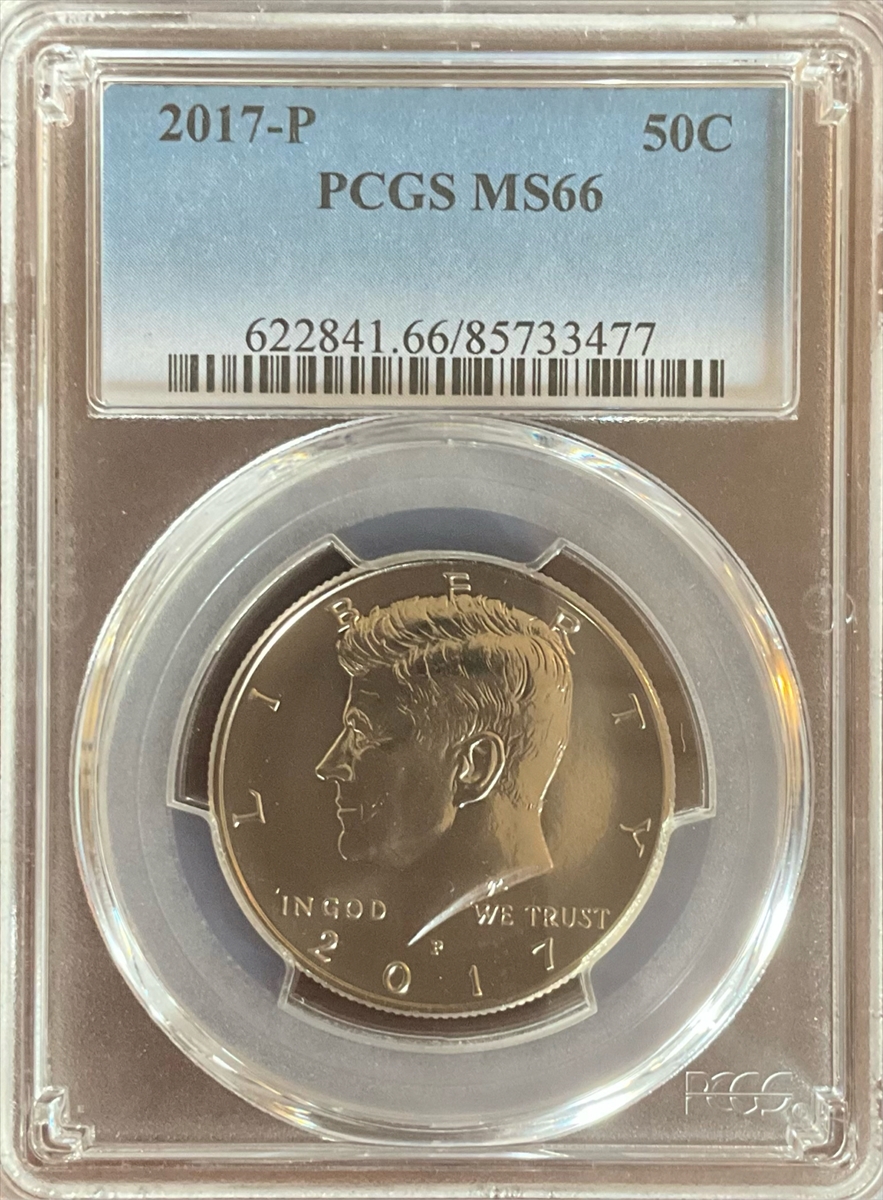 2017-P 50C
PCGS MS66
622841.66/85733477
LIBERTY
IN GOD WE TRUST
P
2017
PCGS